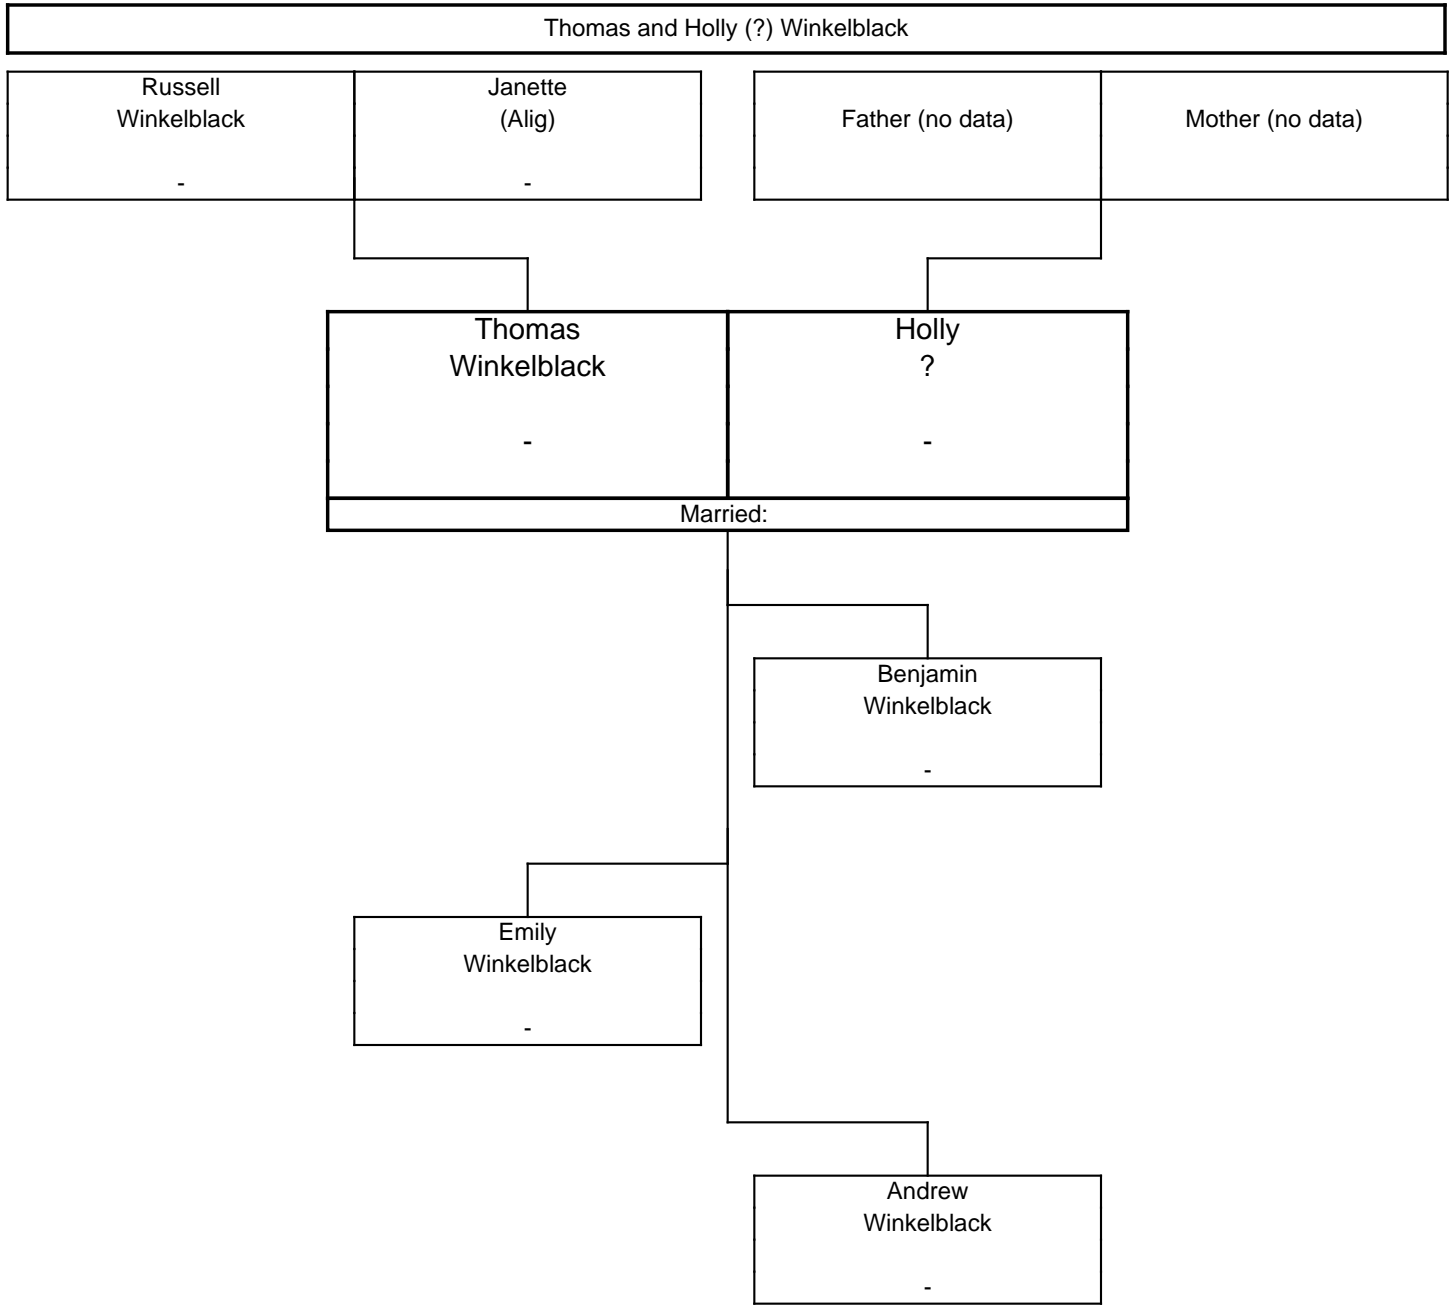 Thomas and Holly (?) Winkelblack
Russell
Winkelblack
-
Janette
(Alig)
-
Father (no data)
Mother (no data)
Thomas
Winkelblack
-
Holly
?
-
Married:
Benjamin
Winkelblack
-
Emily
Winkelblack
-
Andrew
Winkelblack
-